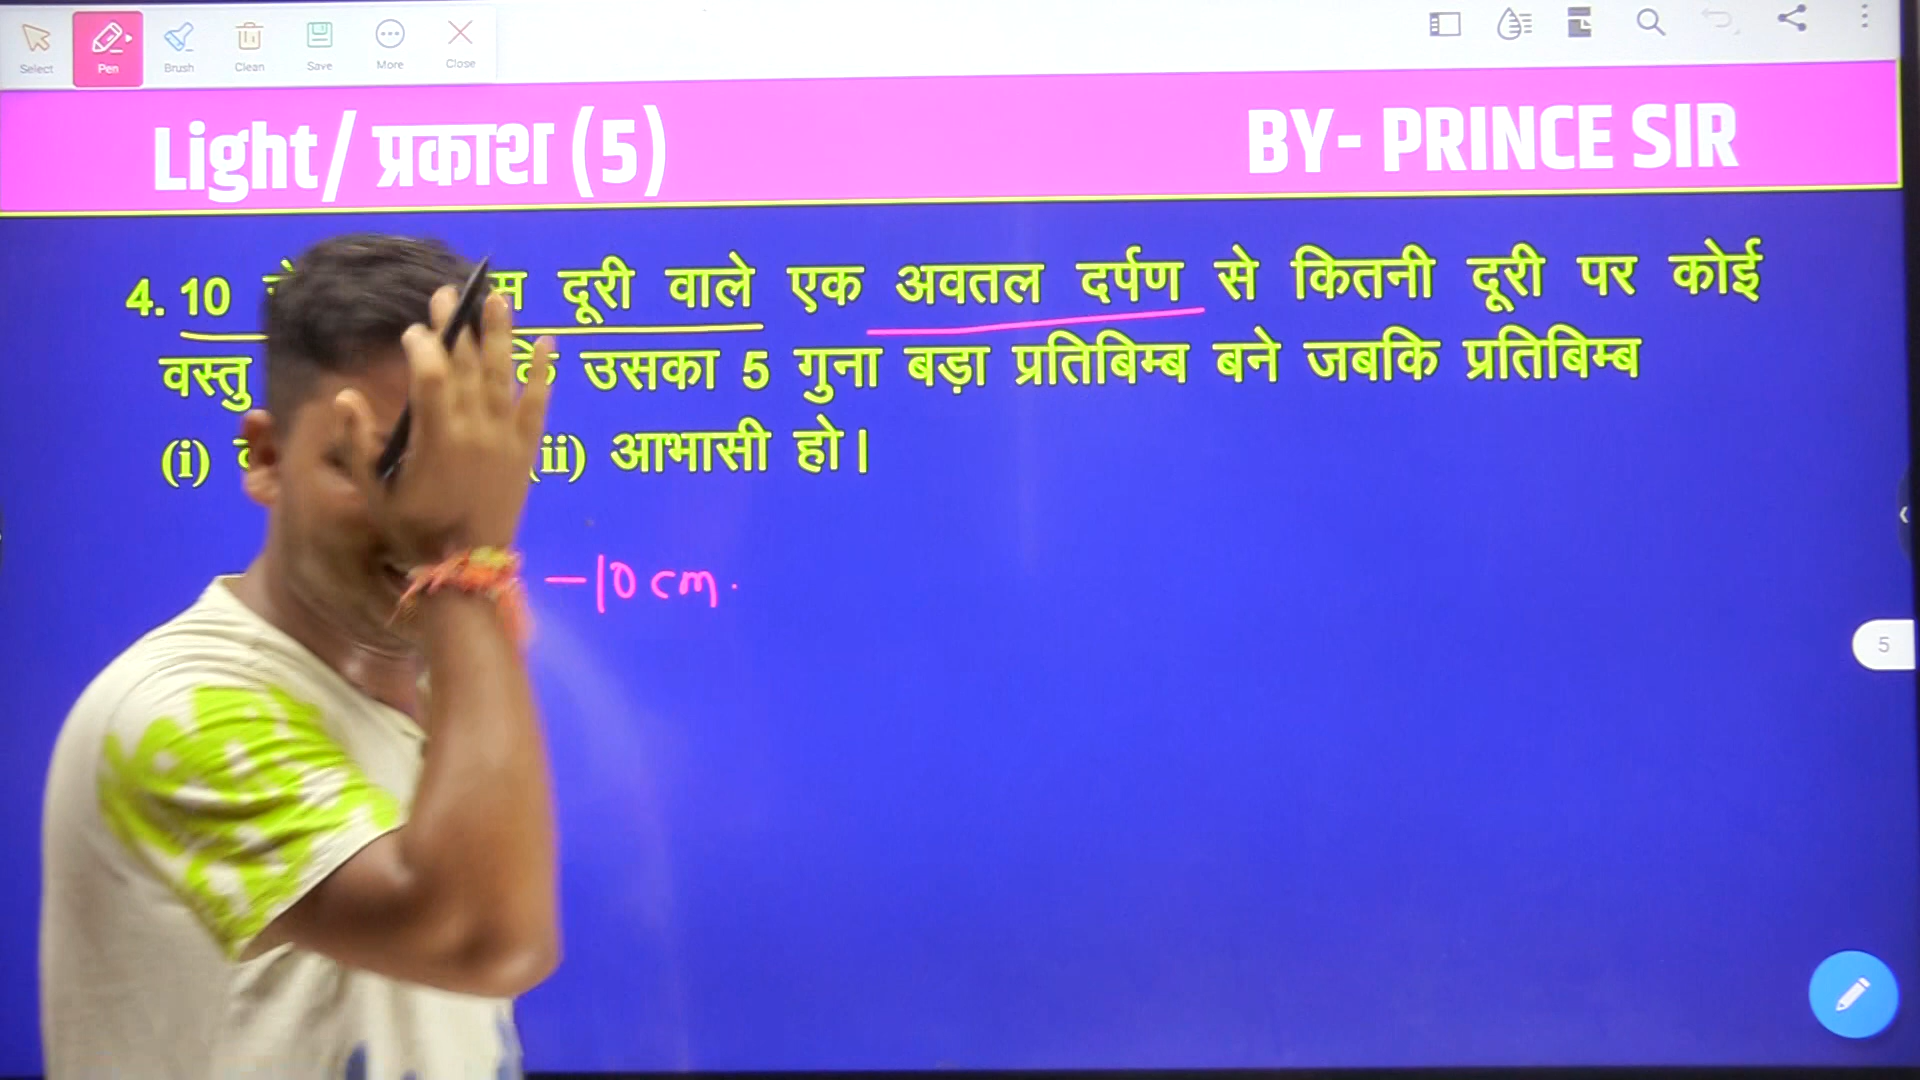 Select Pen Brush Clean Save More Close
Light/ प्रकाश (5) BY- PRINCE SIR
4. 10 दूरी वाले एक अवतल दर्पण से कितनी दूरी पर कोई
वस्तु उसका 5 गुना बड़ा प्रतिबिम्ब बने जबकि प्रतिबिम्ब
(i) (ii) आभासी हो।
–10 cm.
5